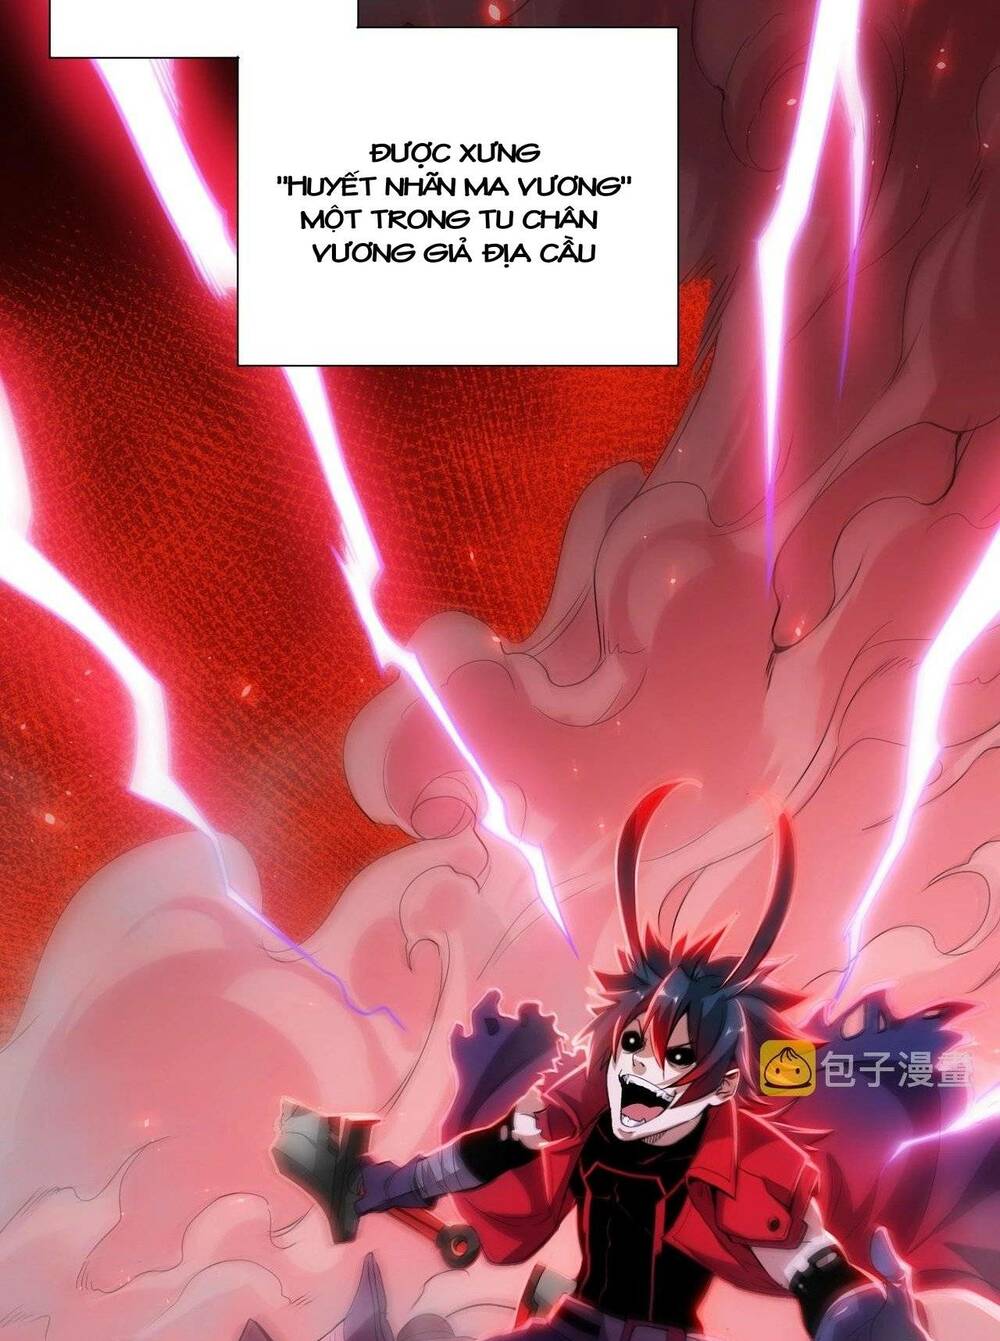 ĐƯỢC XƯNG
"HUYẾT NHÃN MA VƯƠNG"
MỘT TRONG TU CHÂN
VƯƠNG GIẢ ĐỊA CẦU
包子漫畫